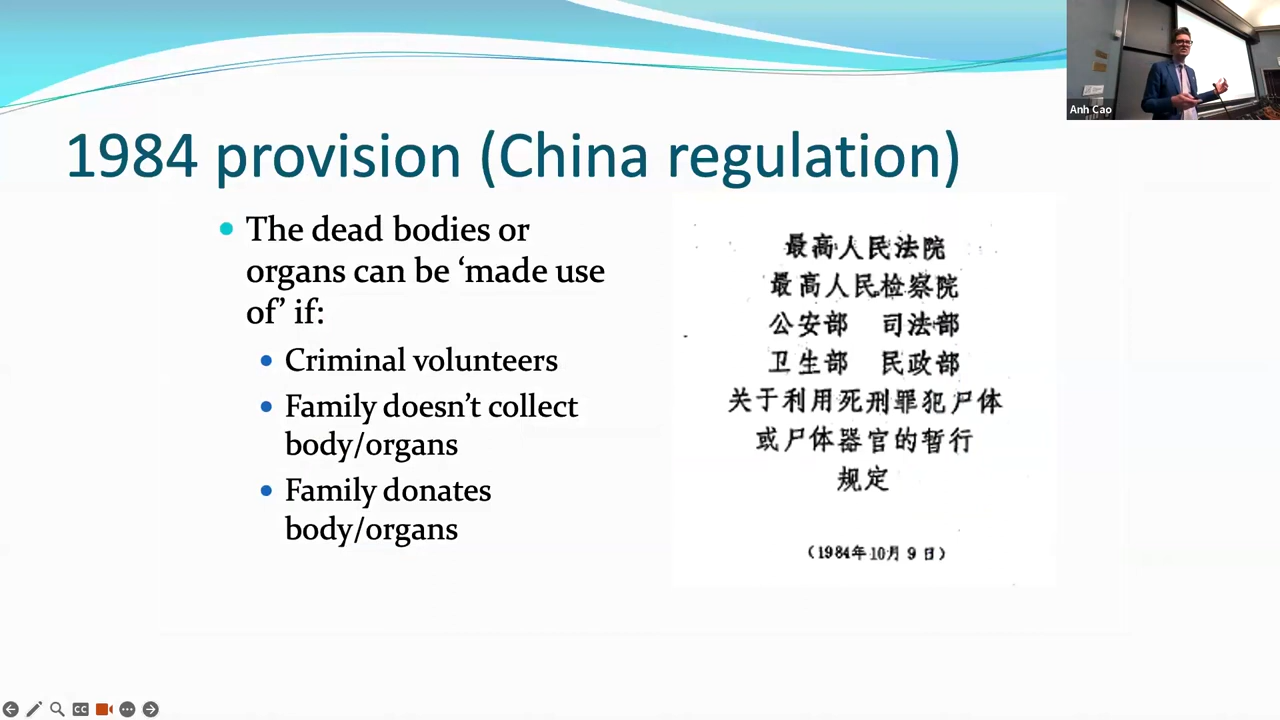 Anh Cao
1984 provision (China regulation)
The dead bodies or
organs can be ‘made use
of’ if:
Criminal volunteers
Family doesn’t collect
body/organs
Family donates
body/organs
最高人民法院
最高人民检察院
公安部 司法部
卫生部 民政部
关于利用死刑罪犯尸体
或尸体器官的暂行
规定
(1984年10月9日)
CC